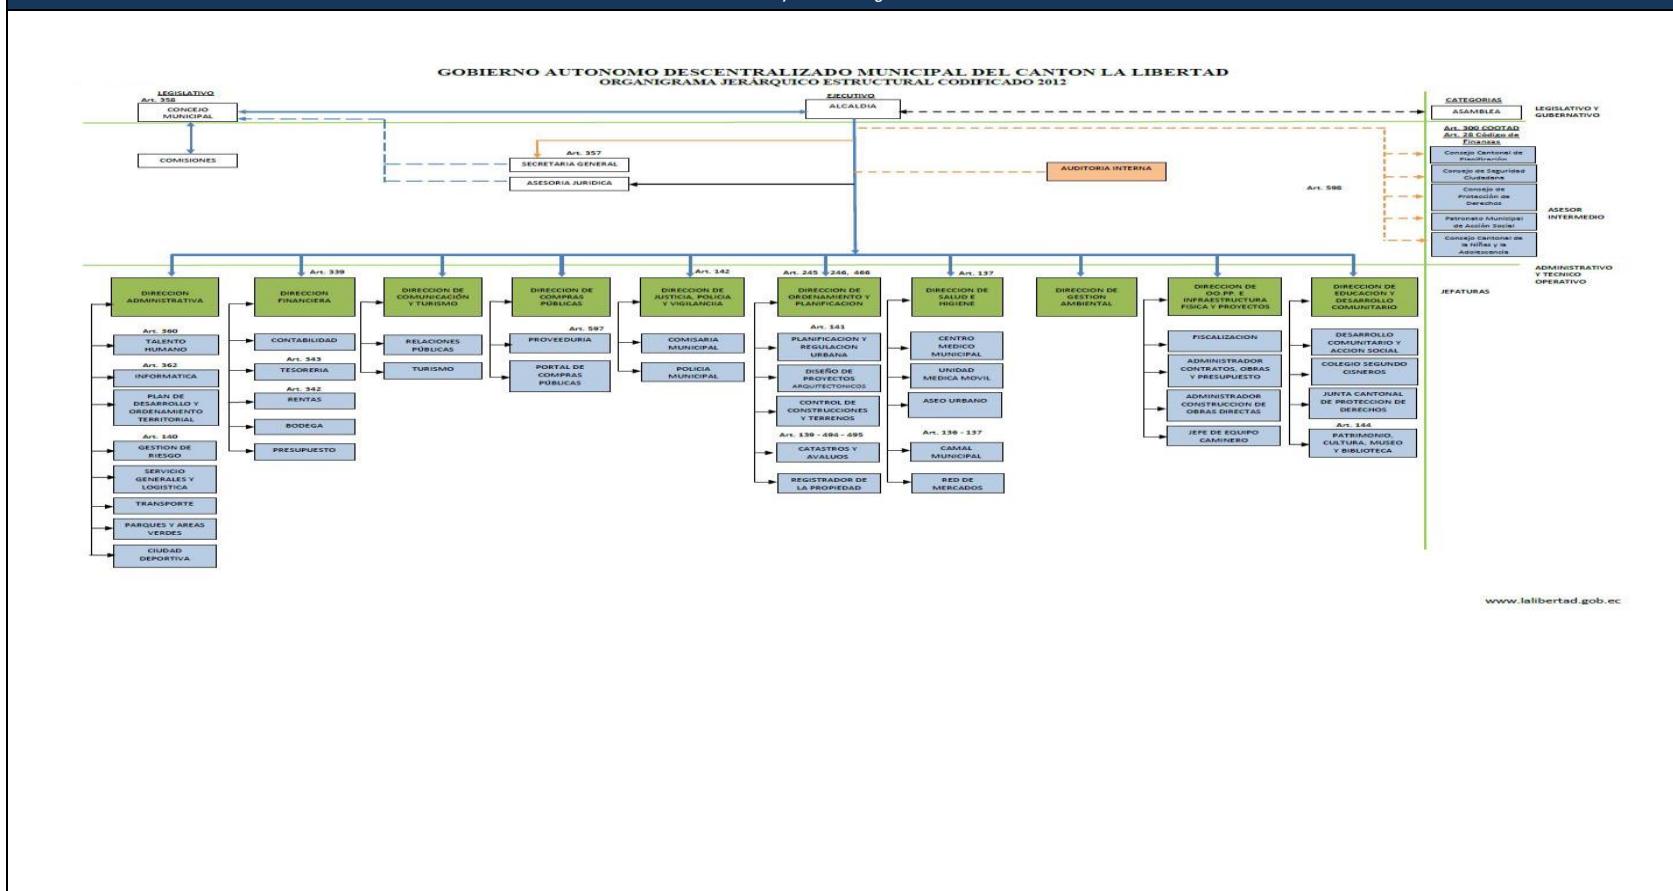 GOBIERNO AUTONOMO DESCENTRALIZADO MUNICIPAL DEL CANTON LA LIBERTAD
ORGANIGRAMA JERÁRQUICO ESTRUCTURAL CODIFICADO 2012
LEGISLATIVO
Art. 358
CONCEJO
MUNICIPAL
COMISIONES
EJECUTIVO
ALCALDIA
CATEGORIAS
ASAMBLEA
LEGISLATIVO Y
GUBERNATIVO
Art. 357
SECRETARIA GENERAL
ASESORIA JURIDICA
AUDITORIA INTERNA
Art. 598
Art. 300 COOTAD
Art. 28 Código de
Finanzas
Consejo Cantonal de
Planificación
Consejo de Seguridad
Ciudadana
Consejo de
Protección de
Derechos
Patronato Municipal
de Acción Social
Consejo Cantonal de
la Niñas y la
Adolescencia
ASESOR
INTERMEDIO
ADMINISTRATIVO
Y TECNICO
OPERATIVO
JEFATURAS
DIRECCION
ADMINISTRATIVA
Art. 360
TALENTO
HUMANO
Art. 362
INFORMATICA
PLAN DE
DESARROLLO Y
ORDENAMIENTO
TERRITORIAL
Art. 140
GESTION DE
RIESGO
SERVICIO
GENERALES Y
LOGISTICA
TRANSPORTE
PARQUES Y AREAS
VERDES
CIUDAD
DEPORTIVA
Art. 339
DIRECCION
FINANCIERA
CONTABILIDAD
Art. 343
TESORERIA
Art. 342
RENTAS
BODEGA
PRESUPUESTO
DIRECCION DE
COMUNICACIÓN
Y TURISMO
RELACIONES
PÚBLICAS
TURISMO
DIRECCION DE
COMPRAS
PÚBLICAS
Art. 597
PROVEEDURIA
PORTAL DE
COMPRAS
PÚBLICAS
Art. 142
DIRECCION DE
JUSTICIA, POLICIA
Y VIGILANCIIA
COMISARIA
MUNICIPAL
POLICIA
MUNICIPAL
Art. 245 - 246, 466
DIRECCION DE
ORDENAMIENTO Y
PLANIFICACION
Art. 141
PLANIFICACION Y
REGULACION
URBANA
DISEÑO DE
PROYECTOS
ARQUITECTONICOS
CONTROL DE
CONSTRUCCIONES
Y TERRENOS
Art. 139 - 494 - 495
CATASTROS Y
AVALUOS
REGISTRADOR DE
LA PROPIEDAD
Art. 137
DIRECCION DE
SALUD E
HIGIENE
CENTRO
MEDICO
MUNICIPAL
UNIDAD
MEDICA MOVIL
ASEO URBANO
Art. 136 - 137
CAMAL
MUNICIPAL
RED DE
MERCADOS
DIRECCION DE
GESTION
AMBIENTAL
DIRECCION DE
OO.PP. E
INFRAESTRUCTURA
FISICA Y PROYECTOS
FISCALIZACION
ADMINISTRADOR
CONTRATOS, OBRAS
Y PRESUPUESTO
ADMINISTRADOR
CONSTRUCCION DE
OBRAS DIRECTAS
JEFE DE EQUIPO
CAMINERO
DIRECCION DE
EDUCACION Y
DESARROLLO
COMUNITARIO
DESARROLLO
COMUNITARIO Y
ACCION SOCIAL
COLEGIO SEGUNDO
CISNEROS
JUNTA CANTONAL
DE PROTECCION DE
DERECHOS
Art. 144
PATRIMONIO,
CULTURA, MUSEO
Y BIBLIOTECA
www.lalibertad.gob.ec